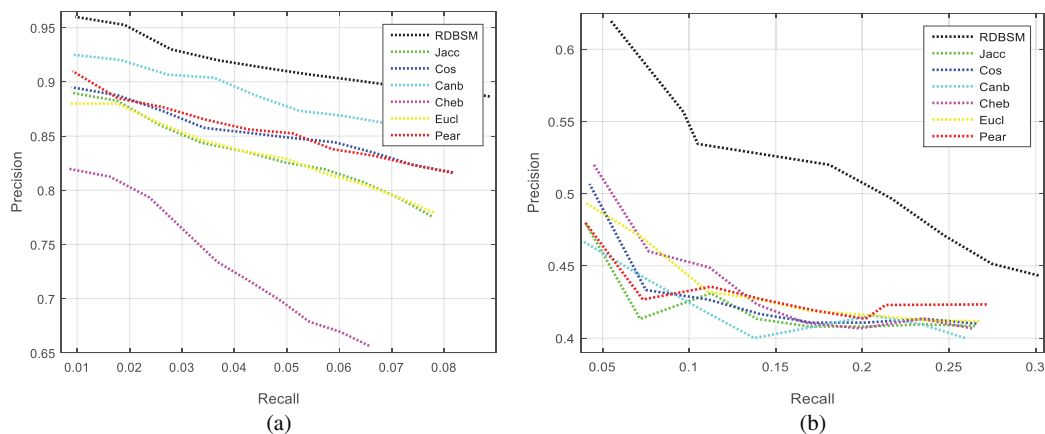 0.95
0.9
0.85
0.8
0.75
0.7
0.65
Precision
0.01 0.02 0.03 0.04 0.05 0.06 0.07 0.08
Recall
RDBSM
Jacc
Cos
Canb
Cheb
Eucl
Pear
(a)
0.6
0.5
0.45
0.4
Precision
0.05 0.1 0.15 0.2 0.25 0.3
Recall
RDBSM
Jacc
Cos
Canb
Cheb
Eucl
Pear
(b)